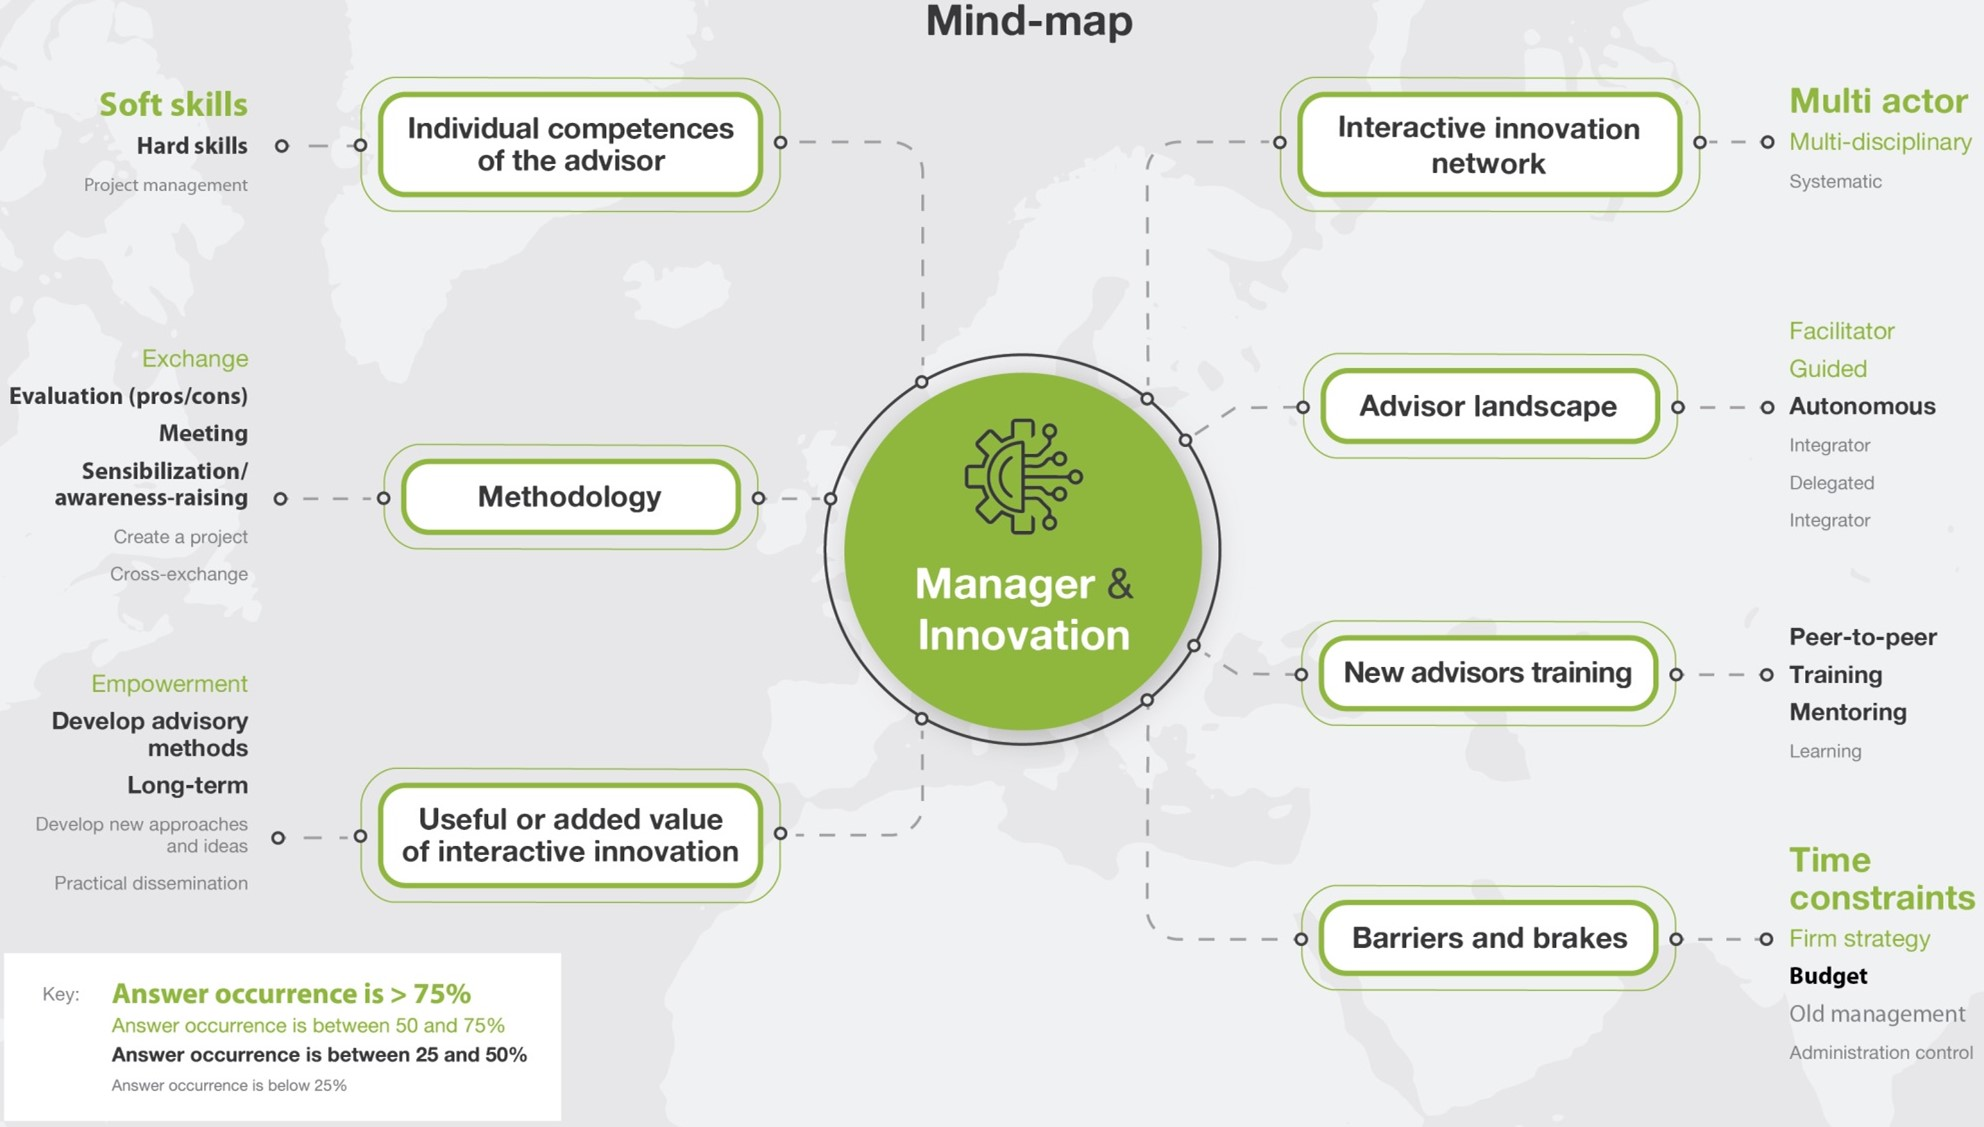 Mind-map
Soft skills
Hard skills
Project management
Individual competences
of the advisor
Exchange
Evaluation (pros/cons)
Meeting
Sensibilization/
awareness-raising
Create a project
Cross-exchange
Methodology
Empowerment
Develop advisory
methods
Long-term
Develop new approaches
and ideas
Practical dissemination
Useful or added value
of interactive innovation
Manager &
Innovation
Interactive innovation
network
Multi actor
Multi-disciplinary
Systematic
Advisor landscape
Facilitator
Guided
Autonomous
Integrator
Delegated
Integrator
New advisors training
Peer-to-peer
Training
Mentoring
Learning
Barriers and brakes
Time
constraints
Firm strategy
Budget
Old management
Administration control
Key:
Answer occurrence is > 75%
Answer occurrence is between 50 and 75%
Answer occurrence is between 25 and 50%
Answer occurrence is below 25%